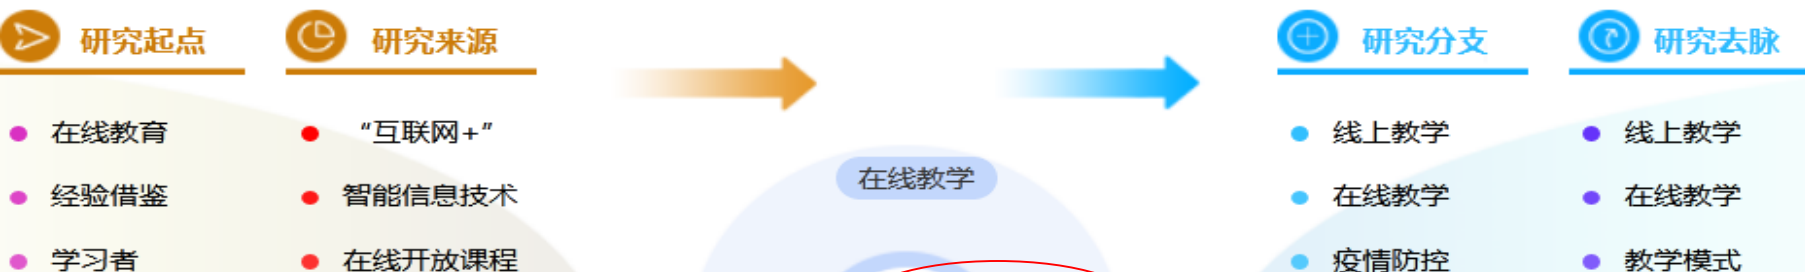 研究起点
研究来源
研究分支
研究去脉
在线教育
“互联网+”
线上教学
线上教学
在线教学
经验借鉴
智能信息技术
在线教学
在线教学
学习者
在线开放课程
疫情防控
教学模式